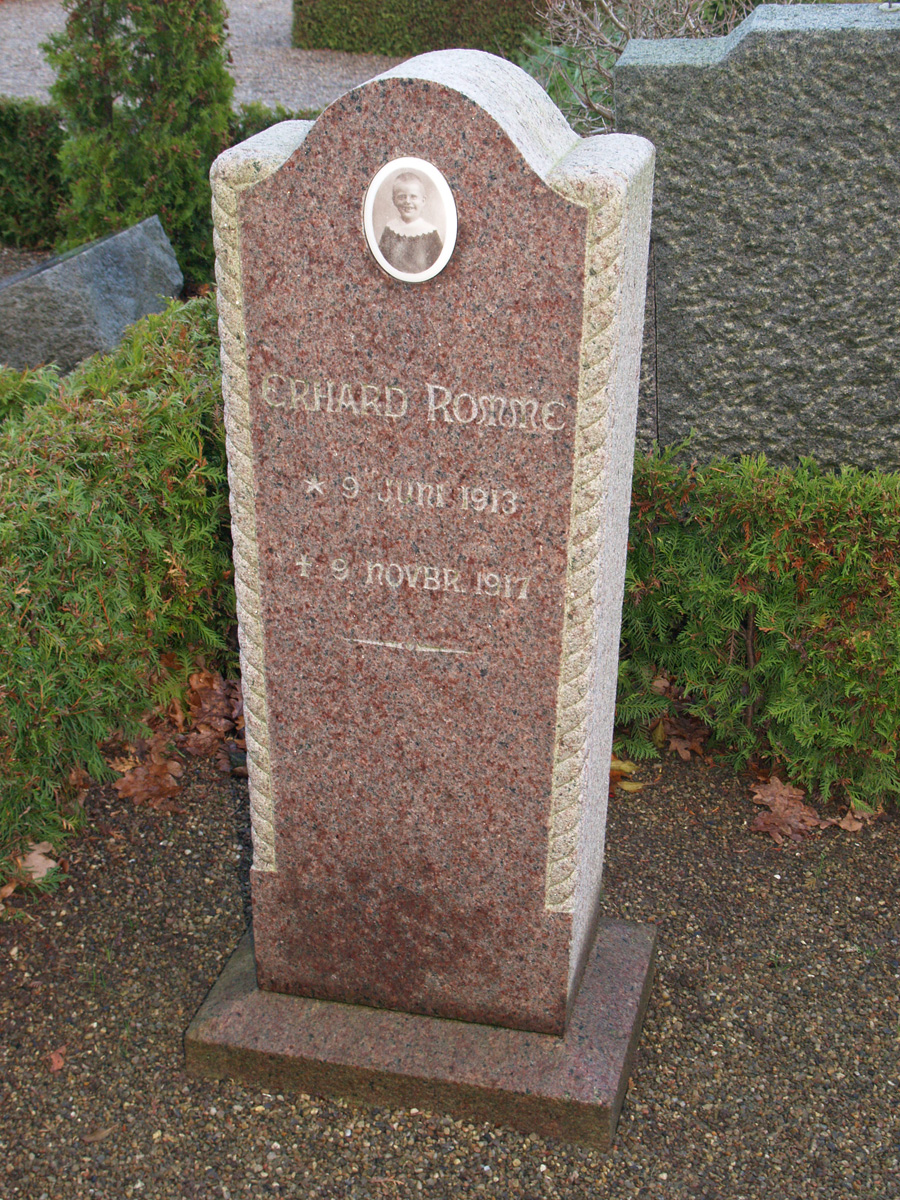 ERHARD ROMME
* 9 JUNI 1913
† 9 NOVBR. 1917